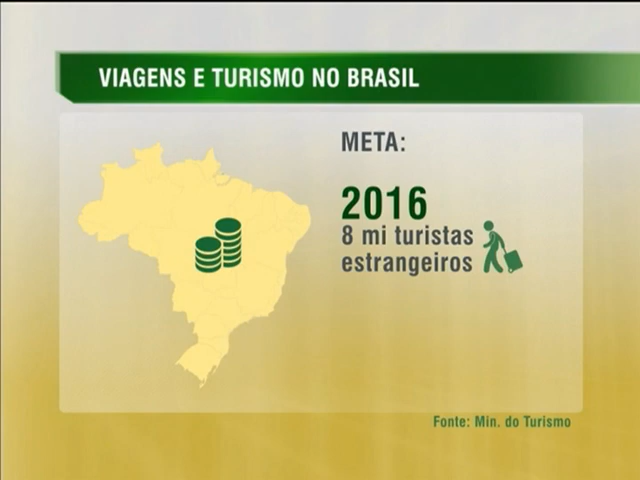 VIAGENS E TURISMO NO BRASIL
META:
2016
8 mi turistas
estrangeiros
Fonte: Min. do Turismo